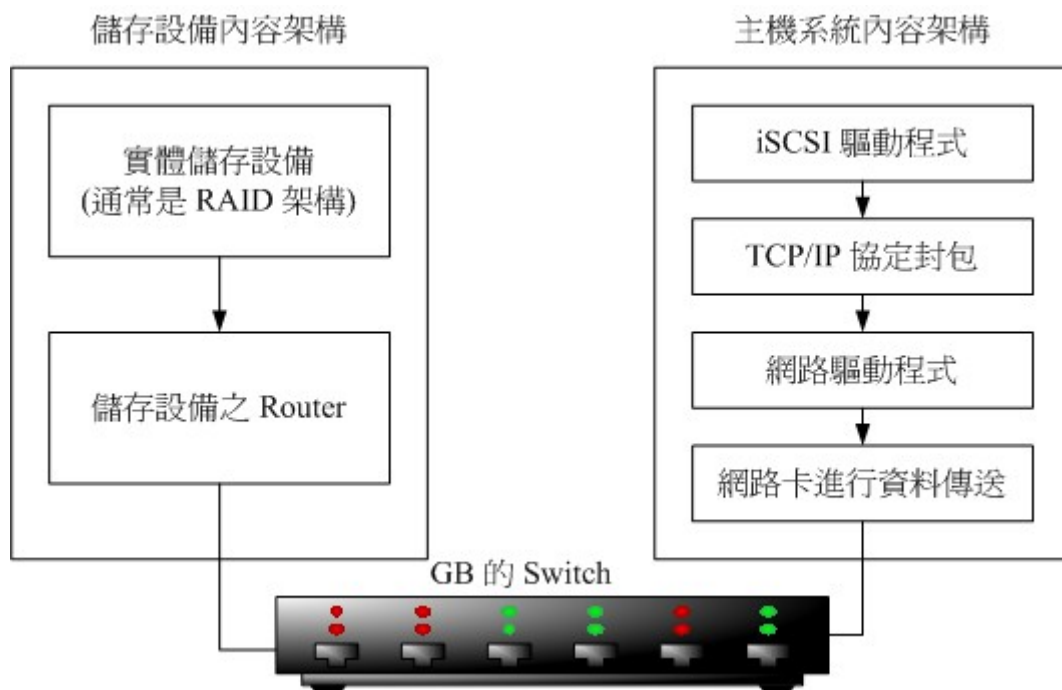 儲存設備內容架構
實體儲存設備
(通常是 RAID 架構)
儲存設備之 Router
主機系統內容架構
iSCSI 驅動程式
TCP/IP 協定封包
網路驅動程式
網路卡進行資料傳送
GB 的 Switch